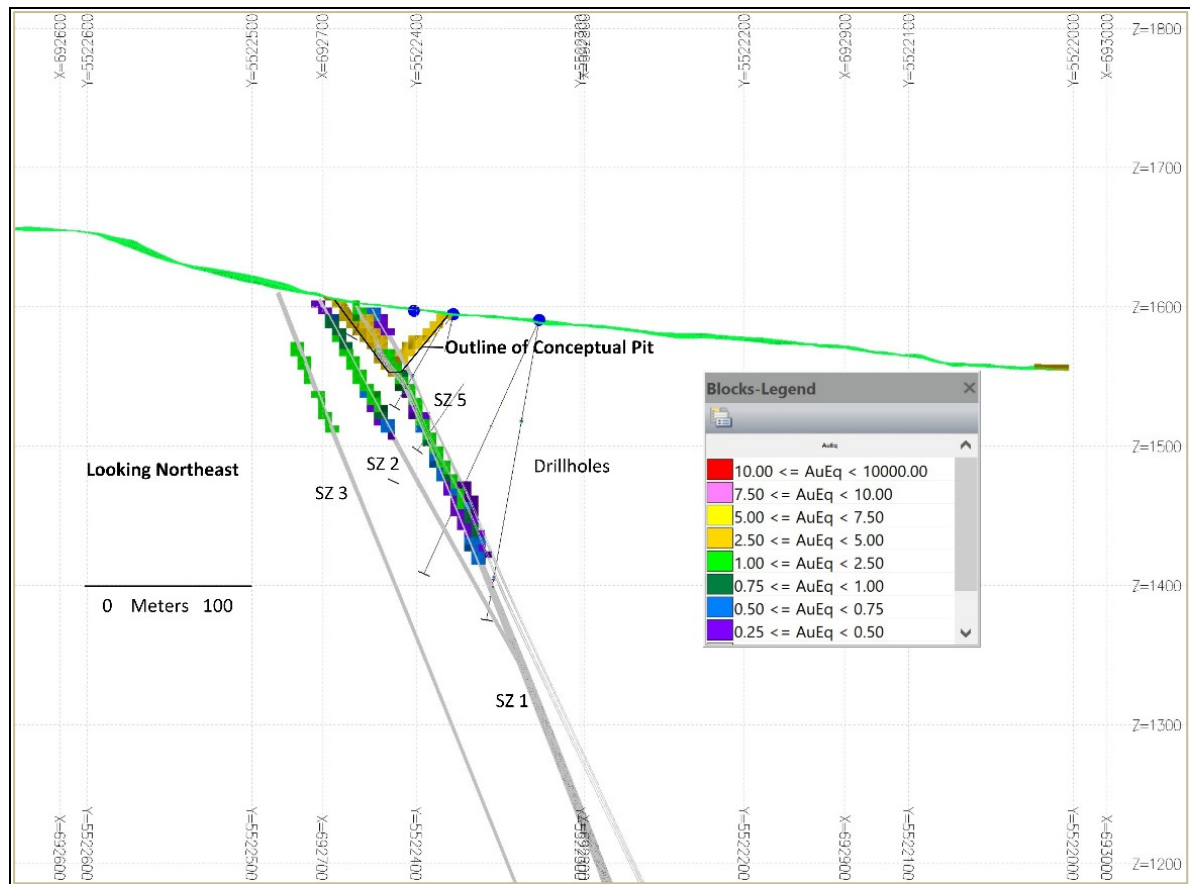 X=692600
Y=5522600
Y=5522500
X=692700
Y=5522400
Y=5522200
X=692900
Y=5522100
Y=5522000
X=693000
Z=1800
Z=1700
Z=1600
Outline of Conceptual Pit
Blocks-Legend
AuEq
10.00 <= AuEq < 10000.00
7.50 <= AuEq < 10.00
5.00 <= AuEq < 7.50
2.50 <= AuEq < 5.00
1.00 <= AuEq < 2.50
0.75 <= AuEq < 1.00
0.50 <= AuEq < 0.75
0.25 <= AuEq < 0.50
SZ 5
Z=1500
Looking Northeast
SZ 2
Drillholes
SZ 3
Z=1400
0 Meters 100
SZ 1
Z=1300
X=692600
Y=5522600
Y=5522500
X=692700
Y=5522400
Y=5522200
X=692900
Y=5522100
Y=5522000
X=693000
Z=1200